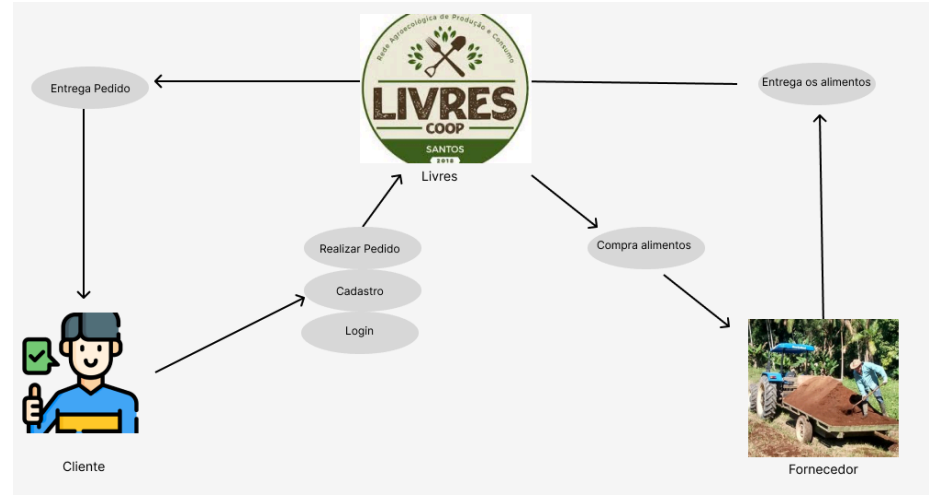 Rede Agroecológica de Produção e Consumo
LIVRES
COOP
SANTOS
2018
Livres
Entrega Pedido
Entrega os alimentos
Realizar Pedido
Cadastro
Login
Compra alimentos
Cliente
Fornecedor